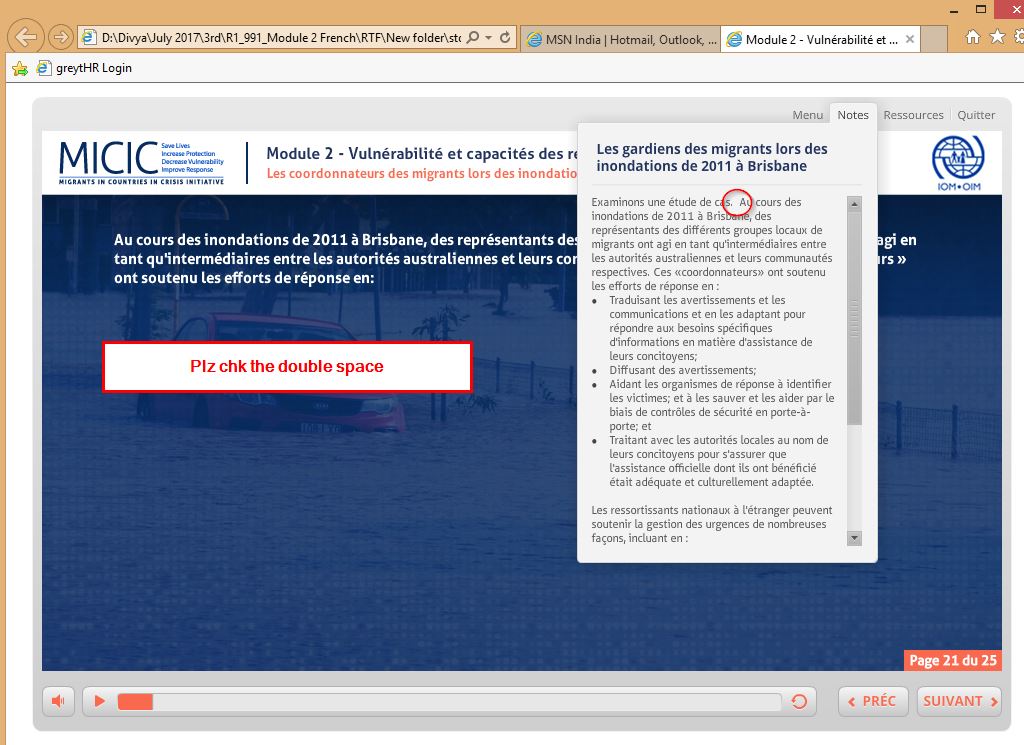 D:\Divya\July 2017\3rd\R1_991_Module 2 French\RTF\New folder\sto
MSN India | Hotmail, Outlook, ...
Module 2 - Vulnérabilité et ...
greytHR Login
Menu
Notes
Ressources
Quitter
MICIC
Save Lives
Increase Protection
Decrease Vulnerability
Improve Response
MIGRANTS IN COUNTRIES IN CRISIS INITIATIVE
Module 2 - Vulnérabilité et capacités des re
Les coordonnateurs des migrants lors des inondatio
IOM•OIM
Au cours des inondations de 2011 à Brisbane, des représentants des
agi en
tant qu'intermédiaires entre les autorités australiennes et leurs cor
urs »
ont soutenu les efforts de réponse en:
Plz chk the double space
Les gardiens des migrants lors des
inondations de 2011 à Brisbane
Examinons une étude de cas.  Au cours des
inondations de 2011 à Brisbane, des
représentants des différents groupes locaux de
migrants ont agi en tant qu'intermédiaires entre
les autorités australiennes et leurs communautés
respectives. Ces «coordonnateurs» ont soutenu
les efforts de réponse en :
• Traduisant les avertissements et les
communications et en les adaptant pour
répondre aux besoins spécifiques
d'informations en matière d'assistance de
leurs concitoyens;
• Diffusant des avertissements;
• Aidant les organismes de réponse à identifier
les victimes; et à les sauver et les aider par le
biais de contrôles de sécurité en porte-à-
porte; et
• Traitant avec les autorités locales au nom de
leurs concitoyens pour s'assurer que
l'assistance officielle dont ils ont bénéficié
était adéquate et culturellement adaptée.
Les ressortissants nationaux à l'étranger peuvent
soutenir la gestion des urgences de nombreuses
façons, incluant en :
Page 21 du 25
PRÉC
SUIVANT